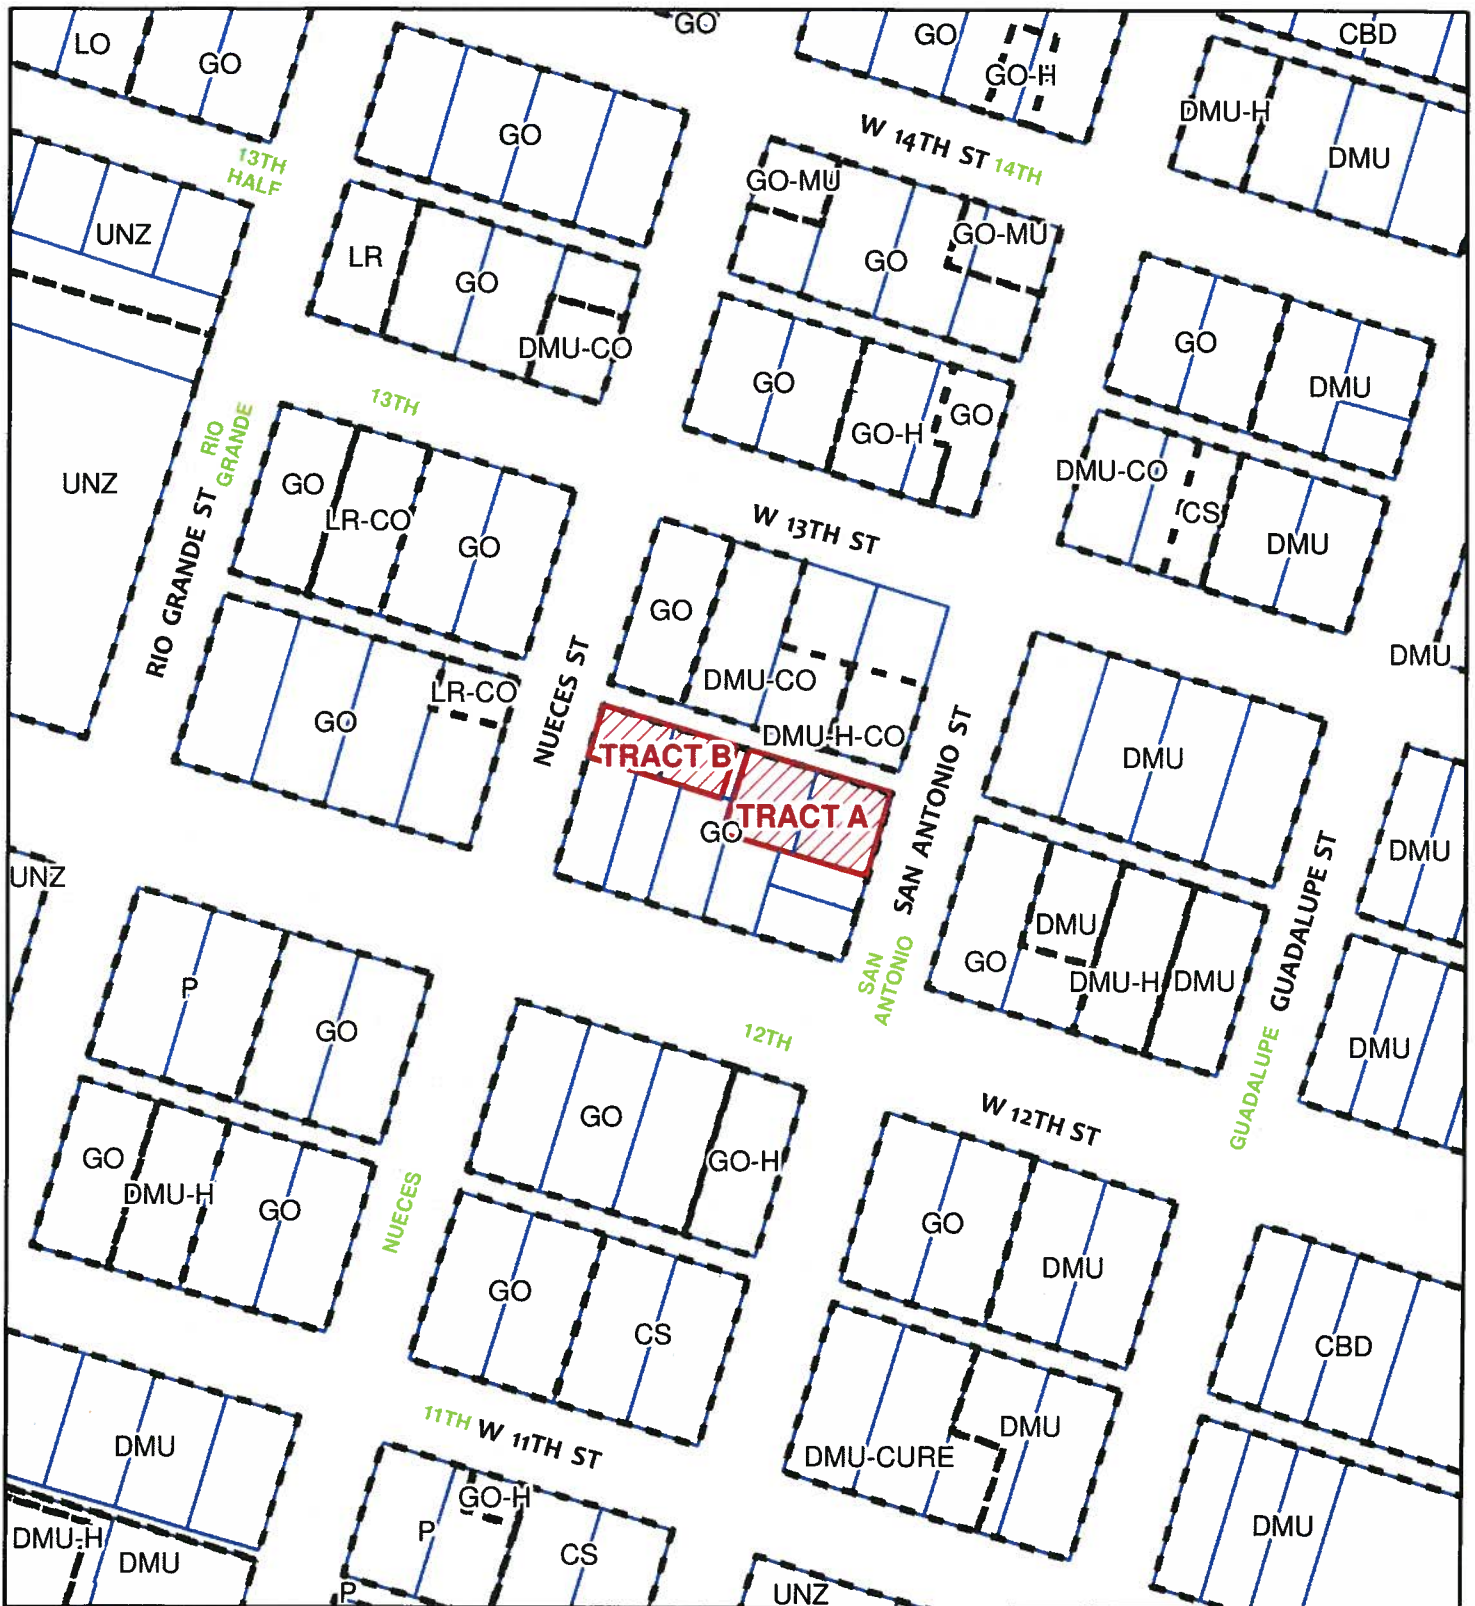 LO
GO
GO
GO
GO-H
CBD
DMU-H
DMU
GO
W 14TH ST
14TH
13TH
HALF
UNZ
LR
GO
DMU-CO
GO-MU
GO
GO-MU
GO
GO-H
GO
GO
DMU
DMU-CO
CS
DMU
13TH
RIO
GRANDE
UNZ
RIO GRANDE ST
GO
LR-CO
GO
W 13TH ST
GO
DMU-CO
DMU-H-CO
DMU
GO
LR-CO
NUECES ST
TRACT B
TRACT A
GO
SAN ANTONIO ST
SAN
ANTONIO
DMU
DMU
GUADALUPE ST
GUADALUPE
UNZ
P
GO
GO
DMU
DMU-H
DMU
DMU
12TH
W 12TH ST
GO
GO-H
GO
DMU-H
GO
NUECES
GO
CS
GO
DMU
CBD
DMU
11TH
W 11TH ST
DMU-CURE
DMU
DMU
DMU-H
DMU
P
GO-H
CS
P
UNZ